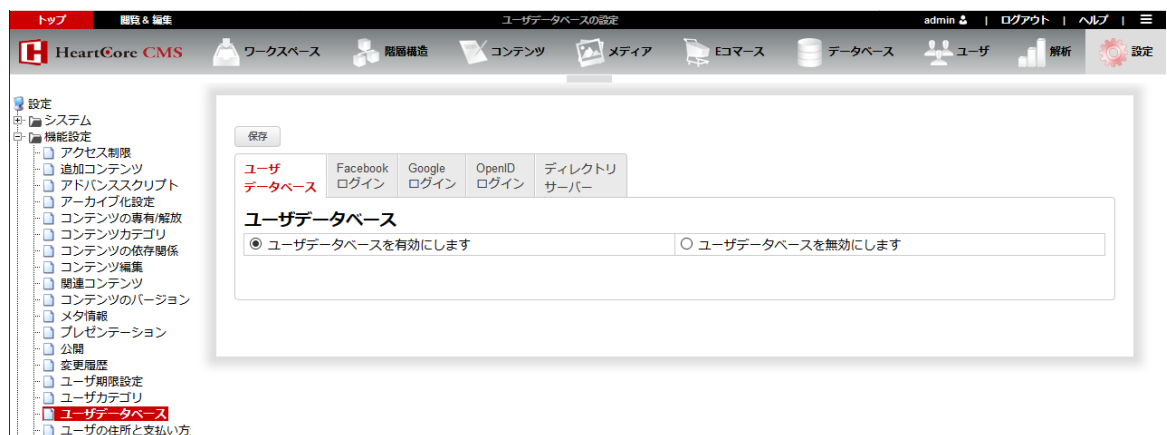 トップ 閲覧 & 編集 ユーザデータベースの設定 admin | ログアウト | ヘルプ |
HeartCore CMS ワークスペース 階層構造 コンテンツ メディア Eコマース データベース ユーザ 解析 設定
設定
システム
機能設定
アクセス制限
追加コンテンツ
アドバンススクリプト
アーカイブ化設定
コンテンツの専有/解放
コンテンツカテゴリ
コンテンツの依存関係
コンテンツ編集
関連コンテンツ
コンテンツのバージョン
メタ情報
プレゼンテーション
公開
変更履歴
ユーザ期限設定
ユーザカテゴリ
ユーザデータベース
ユーザの住所と支払い方
保存
ユーザ
データベース
Facebook
ログイン
Google
ログイン
OpenID
ログイン
ディレクトリ
サーバー
ユーザデータベース
ユーザデータベースを有効にします ユーザデータベースを無効にします